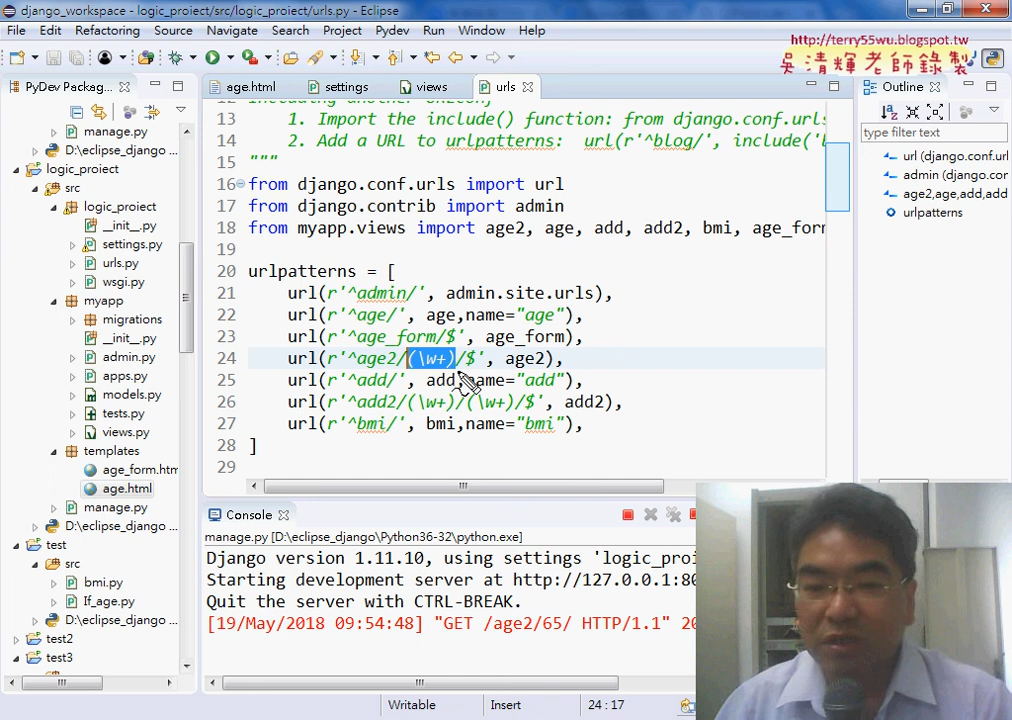 django_workspace - logic_project/src/logic_project/urls.py - Eclipse
File Edit Refactoring Source Navigate Search Project Pydev Run Window Help
http://terry55wu.blogspot.tw
吳清輝老師錄製
PyDev Packag...
age.html
settings
views
urls
Outline
type filter text
manage.py
D:\eclipse_django ...
logic_project
src
logic_project
__init__.py
settings.py
urls.py
wsgi.py
myapp
migrations
__init__.py
admin.py
apps.py
models.py
tests.py
views.py
templates
age_form.htm
age.html
manage.py
D:\eclipse_django ...
test
src
bmi.py
If_age.py
D:\eclipse_django ...
test2
test3
13 1. Import the include() function: from django.conf.urls
14 2. Add a URL to urlpatterns: url(r'^blog/', include('b
15 """
16 from django.conf.urls import url
17 from django.contrib import admin
18 from myapp.views import age2, age, add, add2, bmi, age_form
19
20 urlpatterns = [
21 url(r'^admin/', admin.site.urls),
22 url(r'^age/', age,name="age"),
23 url(r'^age_form/$', age_form),
24 url(r'^age2/(\w+)/$', age2),
25 url(r'^add/', add,name="add"),
26 url(r'^add2/(\w+)/(\w+)/$', add2),
27 url(r'^bmi/', bmi,name="bmi"),
28 ]
29
url (django.conf.url
admin (django.cor
age2,age,add,add
urlpatterns
Console
manage.py [D:\eclipse_django\Python36-32\python.exe]
Django version 1.11.10, using settings 'logic_proj
Starting development server at http://127.0.0.1:80
Quit the server with CTRL-BREAK.
[19/May/2018 09:54:48] "GET /age2/65/ HTTP/1.1" 20
Writable
Insert
24 : 17